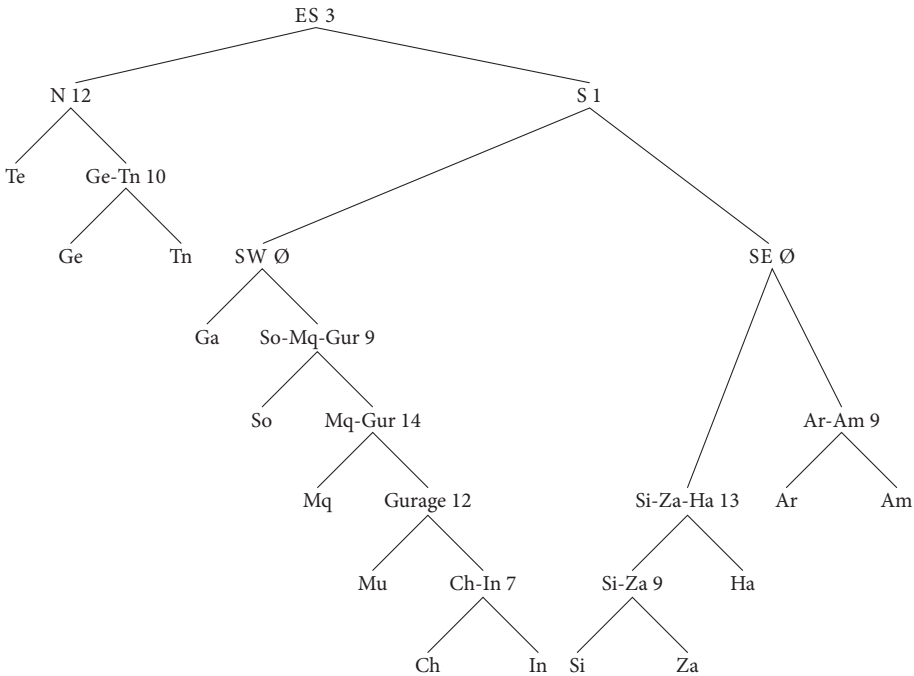 ES 3
N 12 S 1
Te Ge-Tn 10
Ge Tn SW Ø SE Ø
Ga So-Mq-Gur 9
So Mq-Gur 14 Ar-Am 9
Mq Gurage 12 Si-Za-Ha 13 Ar Am
Mu Ch-In 7 Si-Za 9 Ha
Ch In Si Za